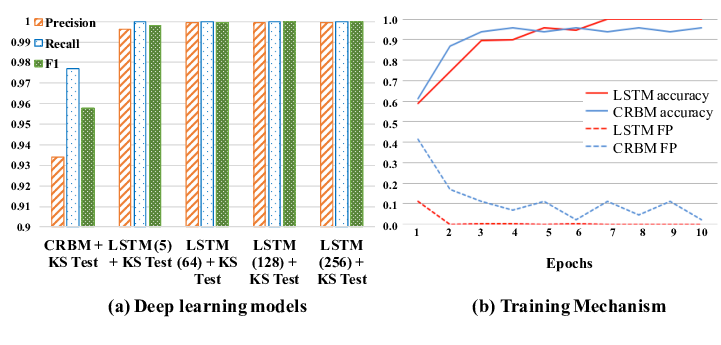 1
0.99
0.98
0.97
0.96
0.95
0.94
0.93
0.92
0.91
0.9
Precision
Recall
F1
CRBM + KS Test
LSTM (5) + KS Test
LSTM (64) + KS Test
LSTM (128) + KS Test
LSTM (256) + KS Test
(a) Deep learning models
1.0
0.9
0.8
0.7
0.6
0.5
0.4
0.3
0.2
0.1
0.0
LSTM accuracy
CRBM accuracy
LSTM FP
CRBM FP
1 2 3 4 5 6 7 8 9 10
Epochs
(b) Training Mechanism